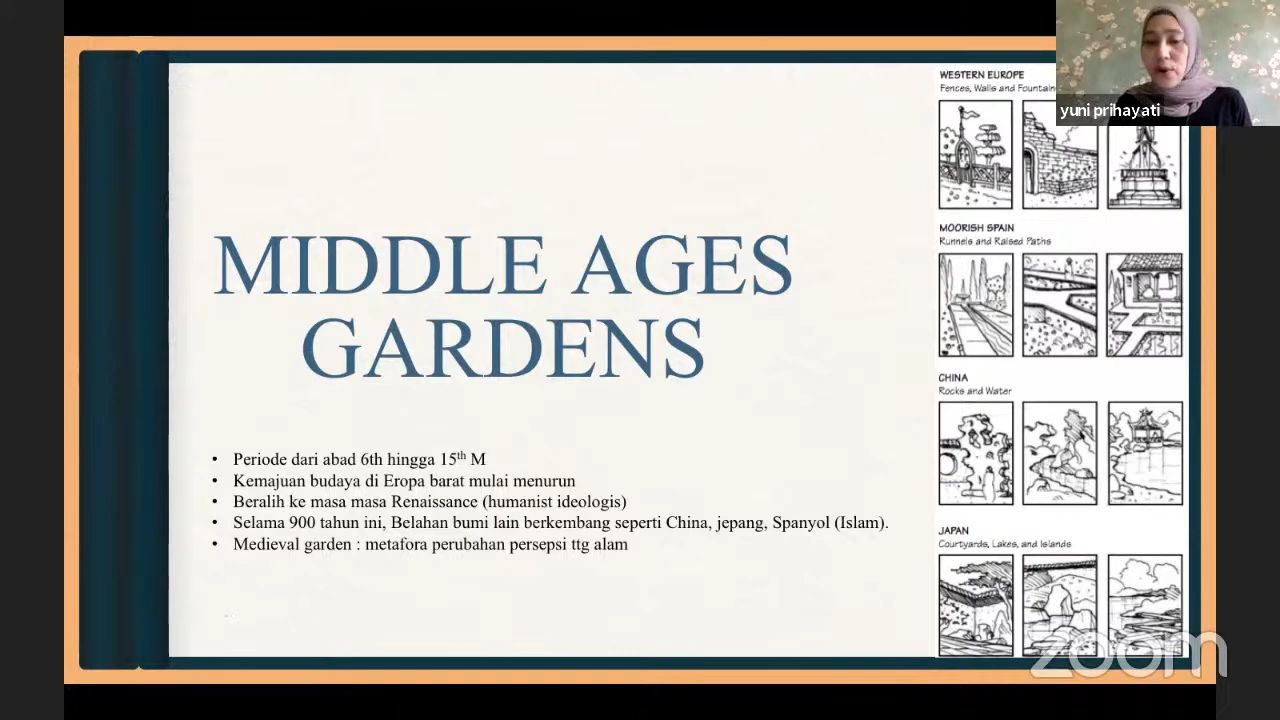 MIDDLE AGES
GARDENS
• Periode dari abad 6th hingga 15th M
• Kemajuan budaya di Eropa barat mulai menurun
• Beralih ke masa masa Renaissance (humanist ideologis)
• Selama 900 tahun ini, Belahan bumi lain berkembang seperti China, jepang, Spanyol (Islam).
• Medieval garden : metafora perubahan persepsi ttg alam
WESTERN EUROPE
Fences, Walls and Fountain
MOORISH SPAIN
Runnels and Raised Paths
CHINA
Rocks and Water
JAPAN
Courtyards, Lakes, and Islands
yuni prihayati
zoom